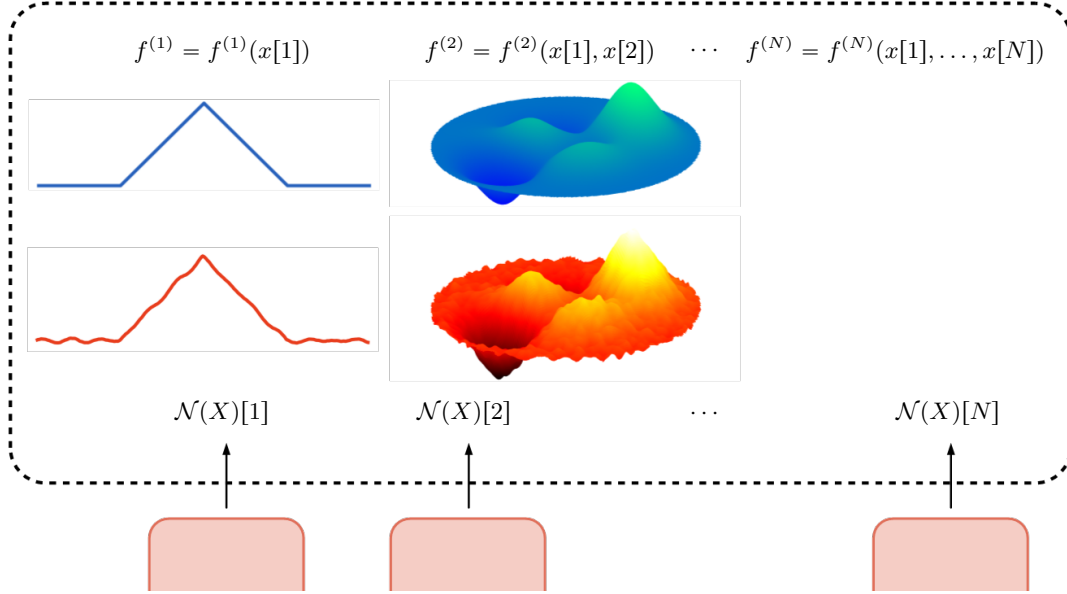 f^{(1)} = f^{(1)}(x[1]) f^{(2)} = f^{(2)}(x[1], x[2]) ⋯ f^{(N)} = f^{(N)}(x[1], …, x[N])
𝒩(X)[1] 𝒩(X)[2] ⋯ 𝒩(X)[N]